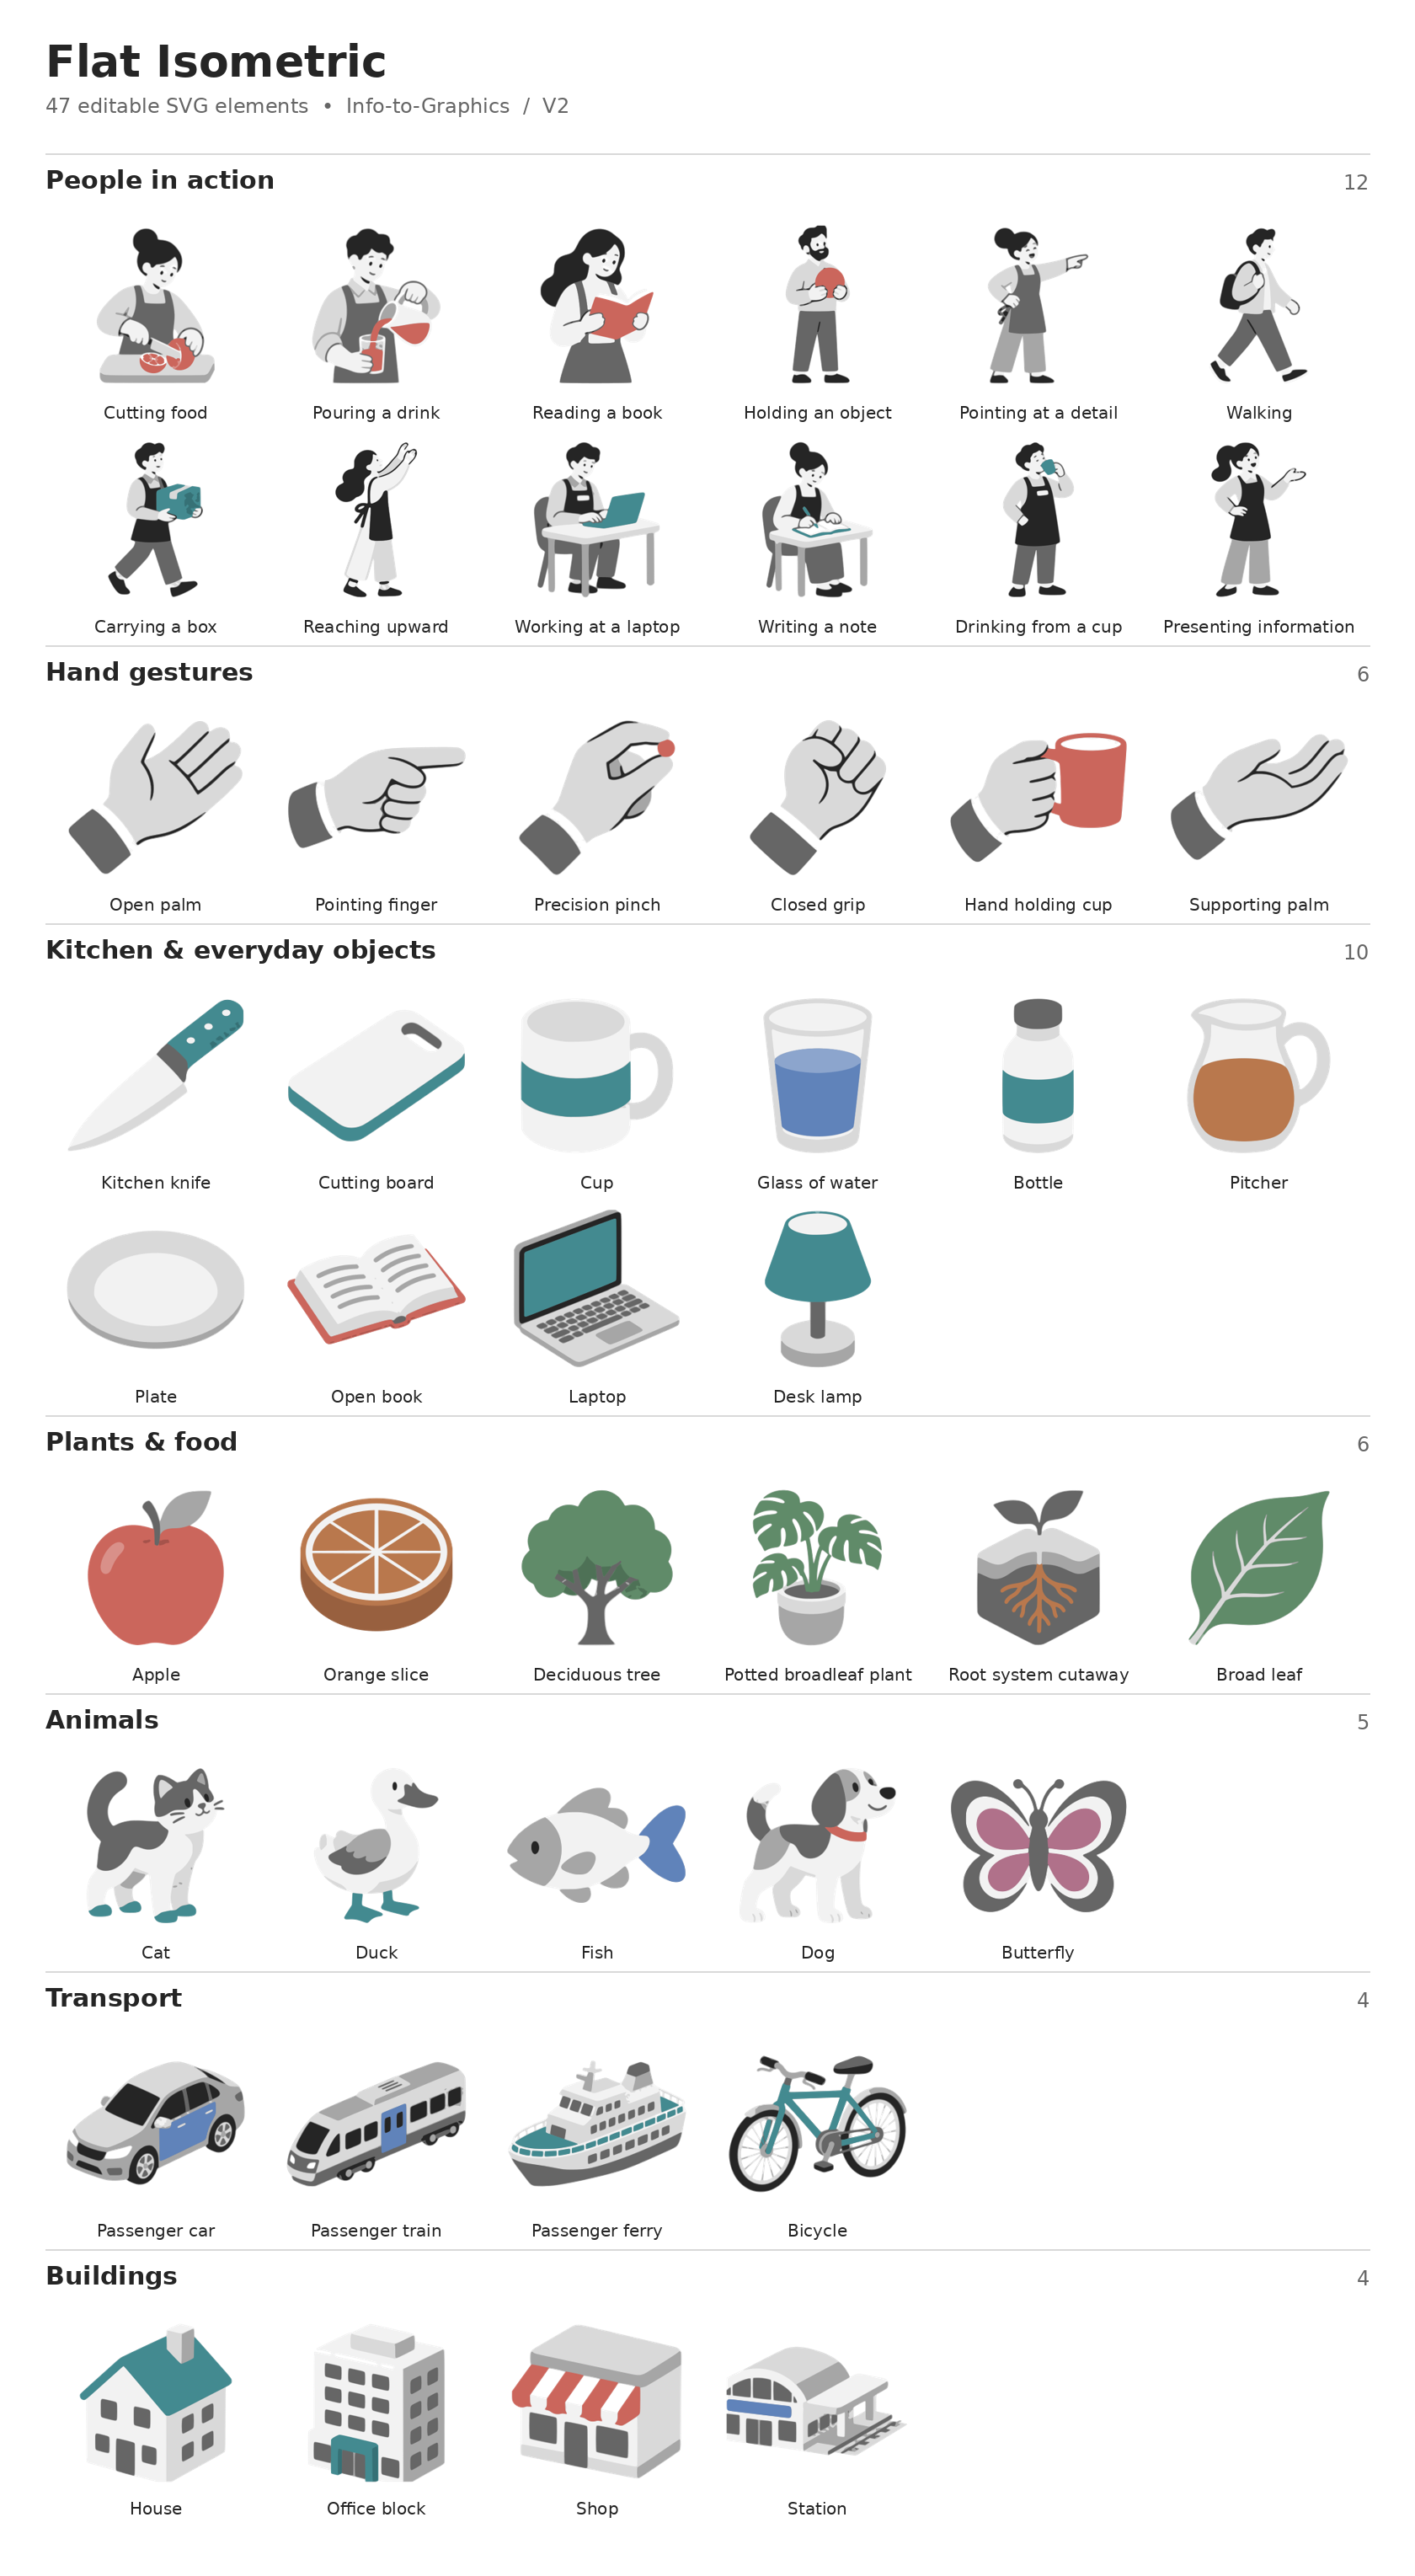 Flat Isometric
47 editable SVG elements • Info-to-Graphics / V2
People in action 12
Cutting food Pouring a drink Reading a book Holding an object Pointing at a detail Walking
Carrying a box Reaching upward Working at a laptop Writing a note Drinking from a cup Presenting information
Hand gestures 6
Open palm Pointing finger Precision pinch Closed grip Hand holding cup Supporting palm
Kitchen & everyday objects 10
Kitchen knife Cutting board Cup Glass of water Bottle Pitcher
Plate Open book Laptop Desk lamp
Plants & food 6
Apple Orange slice Deciduous tree Potted broadleaf plant Root system cutaway Broad leaf
Animals 5
Cat Duck Fish Dog Butterfly
Transport 4
Passenger car Passenger train Passenger ferry Bicycle
Buildings 4
House Office block Shop Station